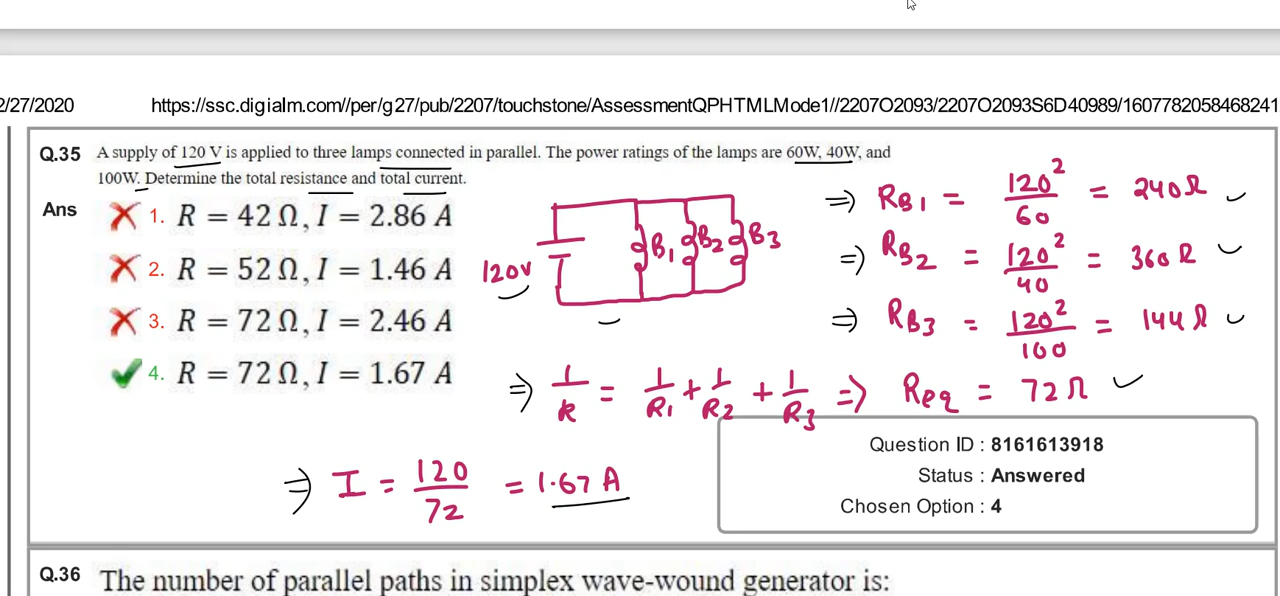 2/27/2020 https://ssc.digialm.com//per/g27/pub/2207/touchstone/AssessmentQPHTMLMode1//2207O2093/2207O2093S6D40989/1607782058468241
Q.35 A supply of 120 V is applied to three lamps connected in parallel. The power ratings of the lamps are 60W, 40W, and
100W. Determine the total resistance and total current.
Ans 1. R = 42 Ω, I = 2.86 A
2. R = 52 Ω, I = 1.46 A
3. R = 72 Ω, I = 2.46 A
4. R = 72 Ω, I = 1.67 A
120V B1 B2 B3
⇒ RB1 = 120²/60 = 240Ω
⇒ RB2 = 120²/40 = 360Ω
⇒ RB3 = 120²/100 = 144Ω
⇒ 1/R = 1/R1 + 1/R2 + 1/R3 ⇒ Req = 72Ω
⇒ I = 120/72 = 1.67 A
Question ID : 8161613918
Status : Answered
Chosen Option : 4
Q.36 The number of parallel paths in simplex wave-wound generator is: